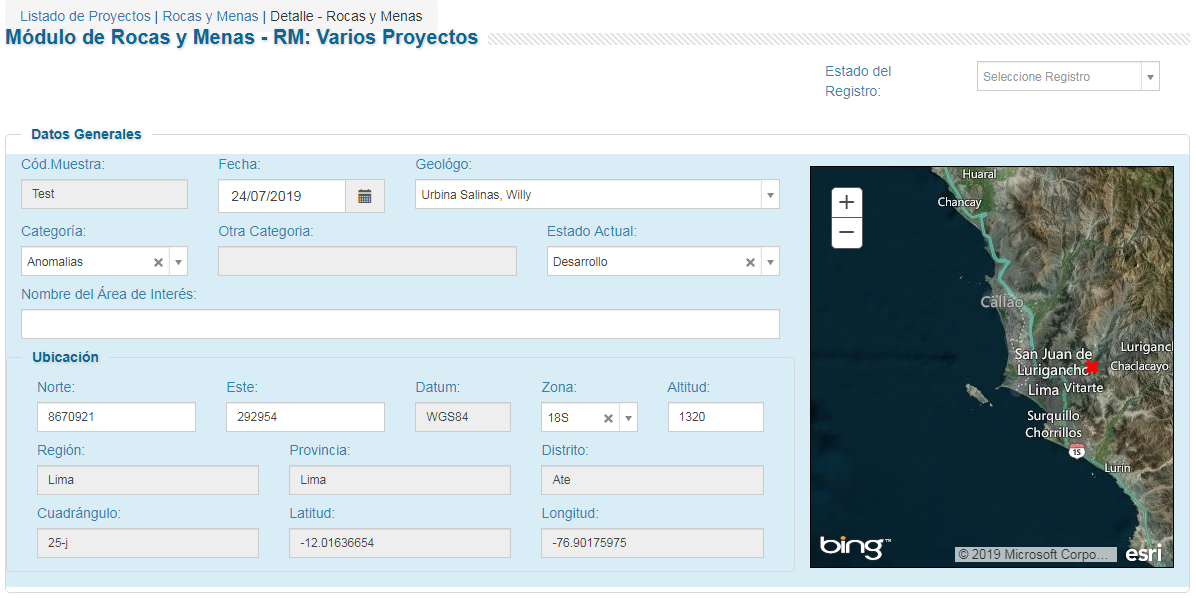 Listado de Proyectos | Rocas y Menas | Detalle - Rocas y Menas
Módulo de Rocas y Menas - RM: Varios Proyectos
Estado del
Registro:
Seleccione Registro
Datos Generales
Cód.Muestra:
Fecha:
Geológo:
Test
24/07/2019
Urbina Salinas, Willy
Categoría:
Otra Categoria:
Estado Actual:
Anomalias
Desarrollo
Nombre del Área de Interés:
Ubicación
Norte:
Este:
Datum:
Zona:
Altitud:
8670921
292954
WGS84
18S
1320
Región:
Provincia:
Distrito:
Lima
Lima
Ate
Cuadrángulo:
Latitud:
Longitud:
25-j
-12.01636654
-76.90175975
+
−
Huaral
Chancay
Callao
San Juan de
Lurigancho
Lurigancl
Chaclacayo
Lima
Vitarte
Surquillo
Chorrillos
1S
Lurín
bing™
© 2019 Microsoft Corpo...
esri